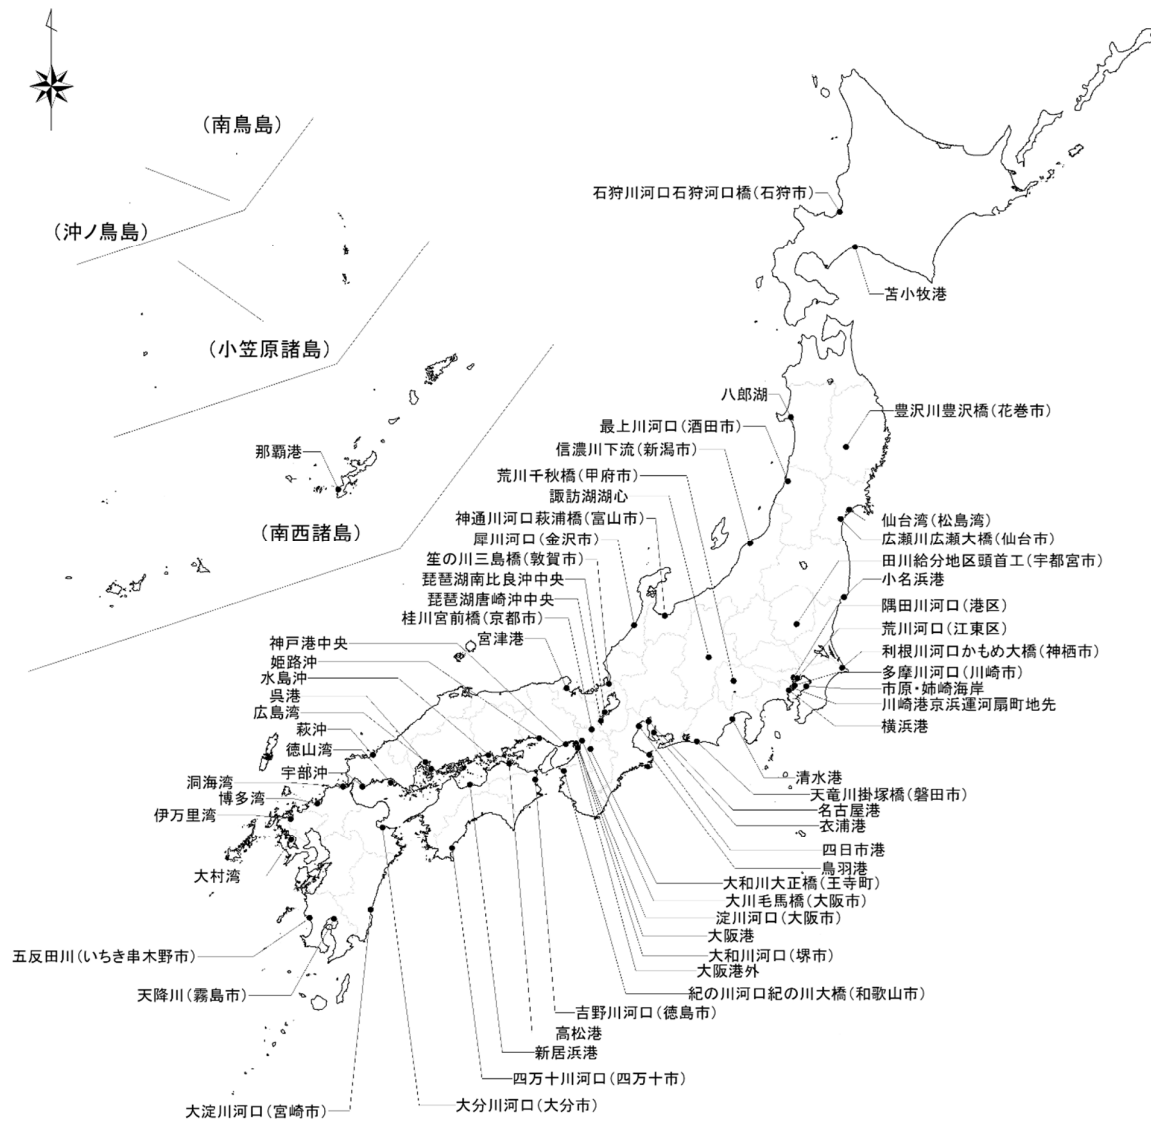 (南鳥島)
(沖ノ鳥島)
(小笠原諸島)
(南西諸島)
那覇港
石狩川河口石狩河口橋(石狩市)
苫小牧港
八郎湖
豊沢川豊沢橋(花巻市)
最上川河口(酒田市)
信濃川下流(新潟市)
荒川千秋橋(甲府市)
諏訪湖湖心
神通川河口萩浦橋(富山市)
犀川河口(金沢市)
笙の川三島橋(敦賀市)
琵琶湖南比良沖中央
琵琶湖唐崎沖中央
桂川宮前橋(京都市)
宮津港
神戸港中央
姫路沖
水島沖
呉港
広島湾
萩沖
徳山湾
宇部沖
洞海湾
博多湾
伊万里湾
大村湾
五反田川(いちき串木野市)
天降川(霧島市)
大淀川河口(宮崎市)
仙台湾(松島湾)
広瀬川広瀬大橋(仙台市)
田川給分地区頭首工(宇都宮市)
小名浜港
隅田川河口(港区)
荒川河口(江東区)
利根川河口かもめ大橋(神栖市)
多摩川河口(川崎市)
市原・姉崎海岸
川崎港京浜運河扇町地先
横浜港
清水港
天竜川掛塚橋(磐田市)
名古屋港
衣浦港
四日市港
鳥羽港
大和川大正橋(王寺町)
大川毛馬橋(大阪市)
淀川河口(大阪市)
大阪港
大和川河口(堺市)
大阪港外
紀の川河口紀の川大橋(和歌山市)
吉野川河口(徳島市)
高松港
新居浜港
四万十川河口(四万十市)
大分川河口(大分市)